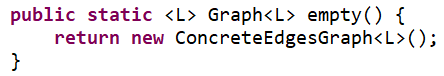 public static <L> Graph<L> empty() {
    return new ConcreteEdgesGraph<L>();
}